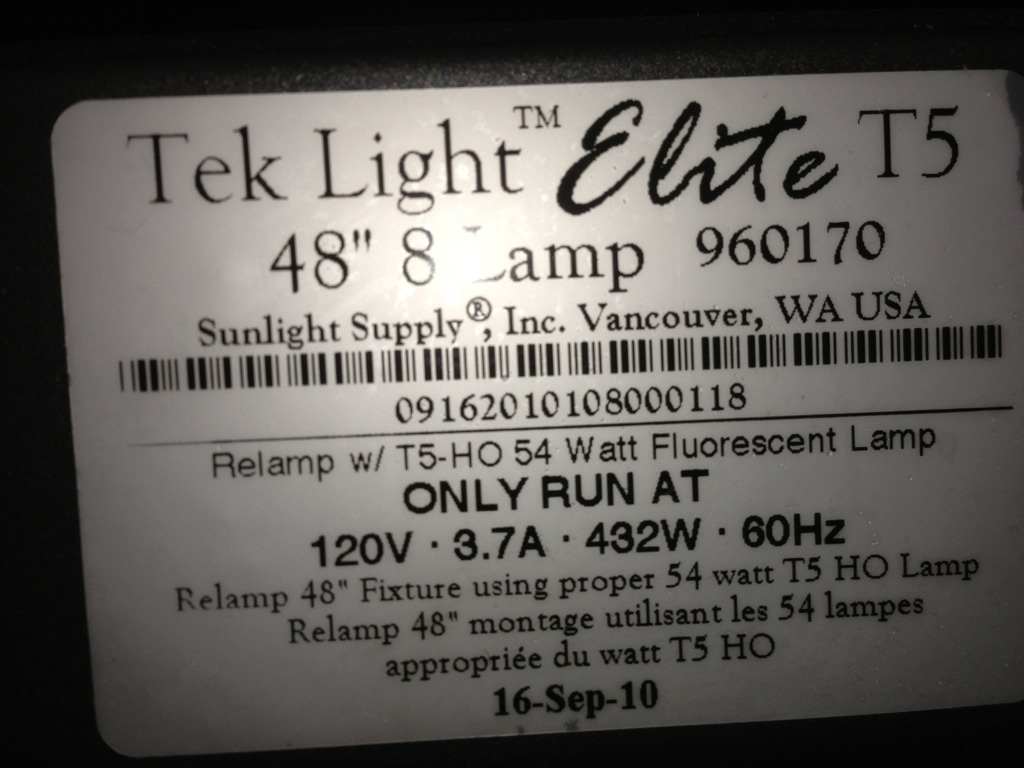 Tek Light™ Elite T5
48" 8 Lamp 960170
Sunlight Supply®, Inc. Vancouver, WA USA
09162010108000118
Relamp w/ T5-HO 54 Watt Fluorescent Lamp
ONLY RUN AT
120V · 3.7A · 432W · 60Hz
Relamp 48" Fixture using proper 54 watt T5 HO Lamp
Relamp 48" montage utilisant les 54 lampes
appropriée du watt T5 HO
16-Sep-10